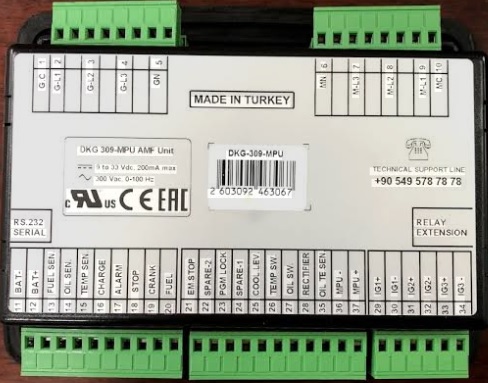 G-C 1
G-L1 2
G-L2 3
G-L3 4
GN 5
MN 6
M-L3 7
M-L2 8
M-L1 9
MC 10
MADE IN TURKEY
DKG 309-MPU AMF Unit
9 to 33 Vdc. 200mA max
300 Vac. 0-100 Hz
c RU us CE EAC
DKG-309-MPU
2 603092 463067
TECHNICAL SUPPORT LINE
+90 549 578 78 78
RS.232
SERIAL
RELAY
EXTENSION
11 BAT-
12 BAT+
13 FUEL SEN.
14 OIL SEN.
15 TEMP SEN.
16 CHARGE
17 ALARM
18 STOP
19 CRANK
20 FUEL
21 EM STOP
22 SPARE-2
23 PGM LOCK
24 SPARE-1
25 COOL LEV.
26 TEMP SW.
27 OIL SW.
28 RECTIFIER
35 OIL TE.SEN
36 MPU -
37 MPU +
29 IG1+
30 IG1-
31 IG2+
32 IG2-
33 IG3+
34 IG3-